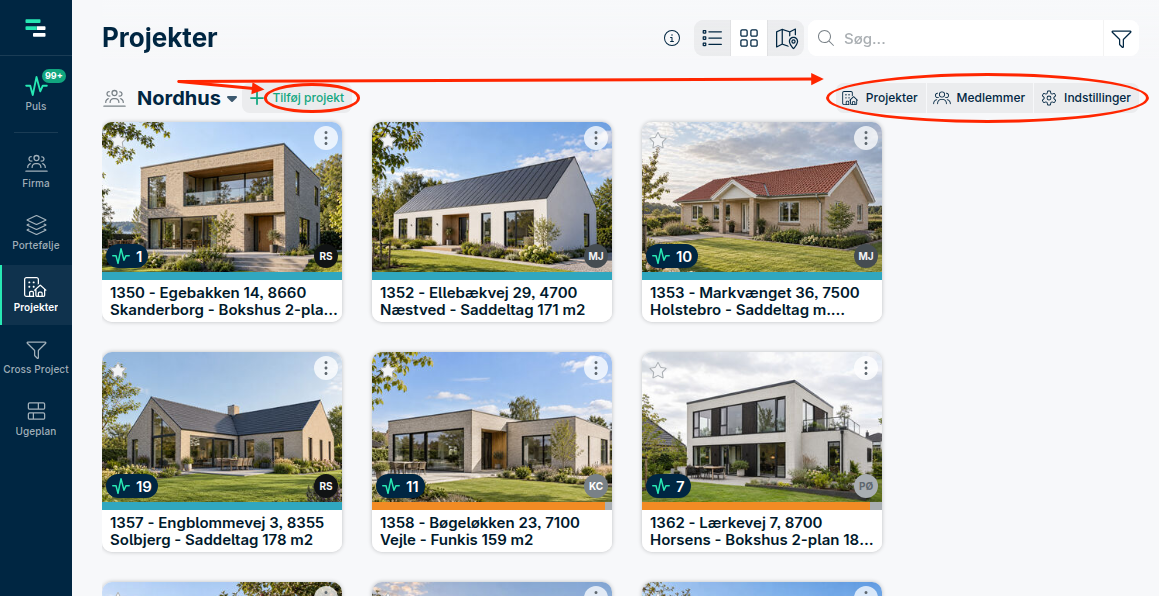 Projekter
Søg...
99+
Puls
Firma
Portefølje
Projekter
Cross Project
Ugeplan
Nordhus
Tilføj projekt
Projekter
Medlemmer
Indstillinger
1
RS
1350 - Egebakken 14, 8660
Skanderborg - Bokshus 2-pla...
MJ
1352 - Ellebækvej 29, 4700
Næstved - Saddeltag 171 m2
10
MJ
1353 - Markvænget 36, 7500
Holstebro - Saddeltag m....
19
RS
1357 - Engblommevej 3, 8355
Solbjerg - Saddeltag 178 m2
11
KC
1358 - Bøgeløkken 23, 7100
Vejle - Funkis 159 m2
7
PØ
1362 - Lærkevej 7, 8700
Horsens - Bokshus 2-plan 18...